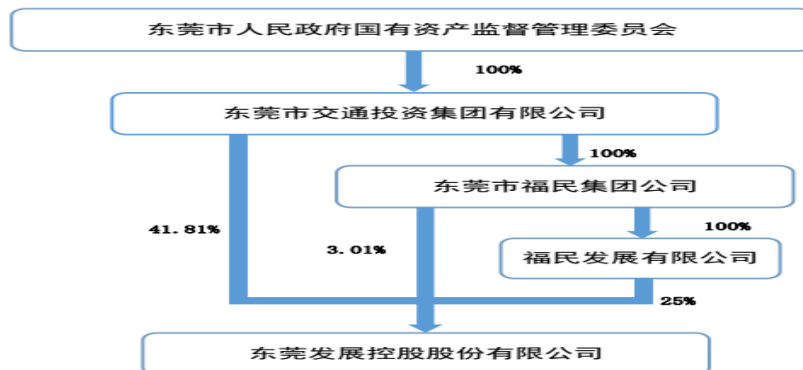 东莞市人民政府国有资产监督管理委员会
100%
东莞市交通投资集团有限公司
100%
东莞市福民集团公司
41.81%
3.01%
100%
福民发展有限公司
25%
东莞发展控股股份有限公司